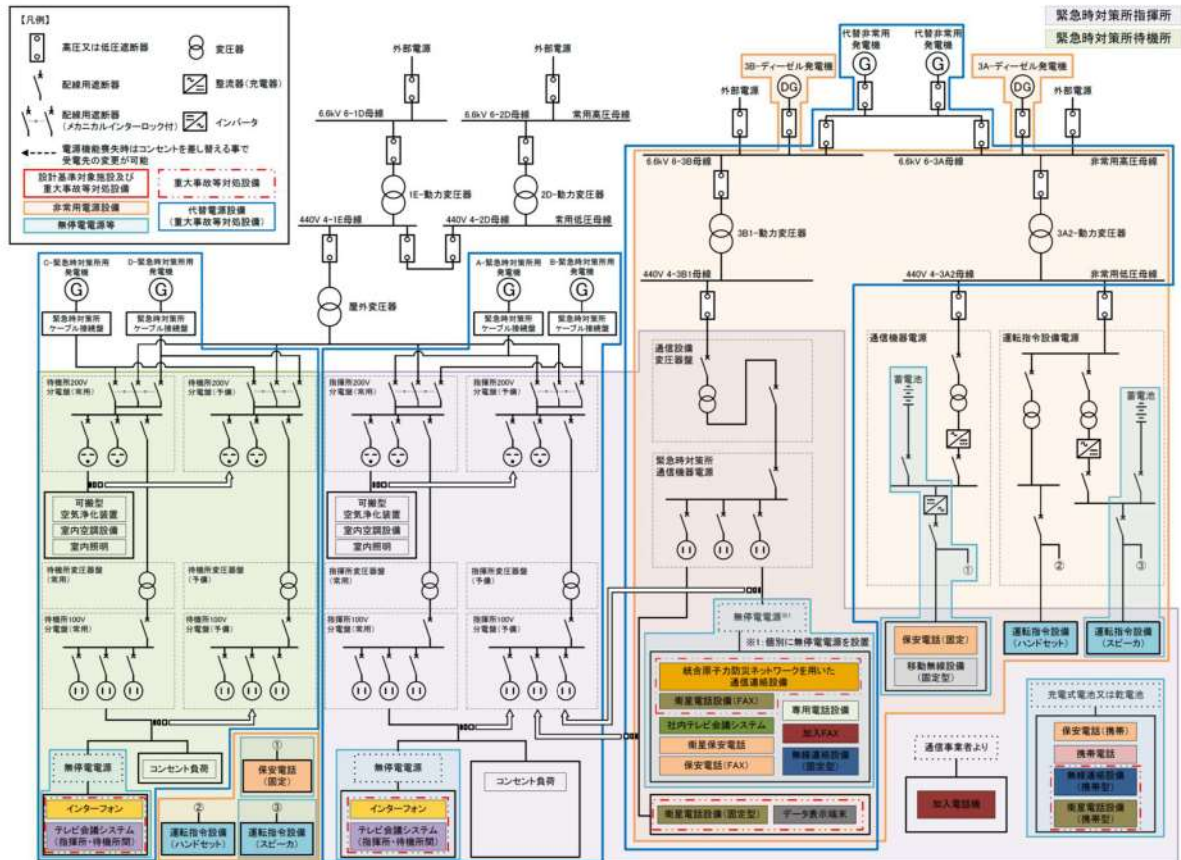 【凡例】
高圧又は低圧遮断器
変圧器
配線用遮断器
整流器(充電器)
配線用遮断器
(メカニカルインターロック付)
インバータ
電源機能喪失時はコンセントを差し替える事で
受電先の変更が可能
設計基準対象施設及び
重大事故等対処設備
重大事故等対処設備
非常用電源設備
無停電電源等
代替電源設備
(重大事故等対処設備)
緊急時対策所指揮所
緊急時対策所待機所
外部電源
外部電源
6.6kV 6-1D母線
6.6kV 6-2D母線
常用高圧母線
1E-動力変圧器
2D-動力変圧器
440V 4-1E母線
440V 4-2D母線
常用低圧母線
屋外変圧器
代替非常用
発電機
G
代替非常用
発電機
G
3B-ディーゼル発電機
DG
3A-ディーゼル発電機
DG
外部電源
外部電源
6.6kV 6-3B母線
6.6kV 6-3A母線
非常用高圧母線
3B1-動力変圧器
3A2-動力変圧器
440V 4-3B1母線
440V 4-3A2母線
非常用低圧母線
C-緊急時対策所用
発電機
G
D-緊急時対策所用
発電機
G
A-緊急時対策所用
発電機
G
B-緊急時対策所用
発電機
G
緊急時対策所
ケーブル接続盤
緊急時対策所
ケーブル接続盤
緊急時対策所
ケーブル接続盤
緊急時対策所
ケーブル接続盤
待機所200V
分電盤(常用)
待機所200V
分電盤(予備)
指揮所200V
分電盤(常用)
指揮所200V
分電盤(予備)
可搬型
空気浄化装置
室内空調設備
室内照明
可搬型
空気浄化装置
室内空調設備
室内照明
待機所変圧器盤
(常用)
待機所変圧器盤
(予備)
指揮所変圧器盤
(常用)
指揮所変圧器盤
(予備)
待機所100V
分電盤(常用)
待機所100V
分電盤(予備)
指揮所100V
分電盤(常用)
指揮所100V
分電盤(予備)
無停電電源
コンセント負荷
インターフォン
テレビ会議システム
(指揮所・待機所間)
①
保安電話
(固定)
②
運転指令設備
(ハンドセット)
③
運転指令設備
(スピーカ)
無停電電源
コンセント負荷
インターフォン
テレビ会議システム
(指揮所・待機所間)
通信設備
変圧器盤
緊急時対策所
通信機器電源
通信機器電源
蓄電池
①
運転指令設備電源
蓄電池
②
③
無停電電源※1
※1:個別に無停電電源を設置
統合原子力防災ネットワークを用いた
通信連絡設備
衛星電話設備(FAX)
専用電話設備
社内テレビ会議システム
加入FAX
衛星保安電話
保安電話(FAX)
無線連絡設備
(固定型)
衛星電話設備(固定型)
データ表示端末
保安電話(固定)
移動無線設備
(固定型)
運転指令設備
(ハンドセット)
運転指令設備
(スピーカ)
通信事業者より
加入電話機
充電式電池又は乾電池
保安電話(携帯)
携帯電話
無線連絡設備
(携帯型)
衛星電話設備
(携帯型)